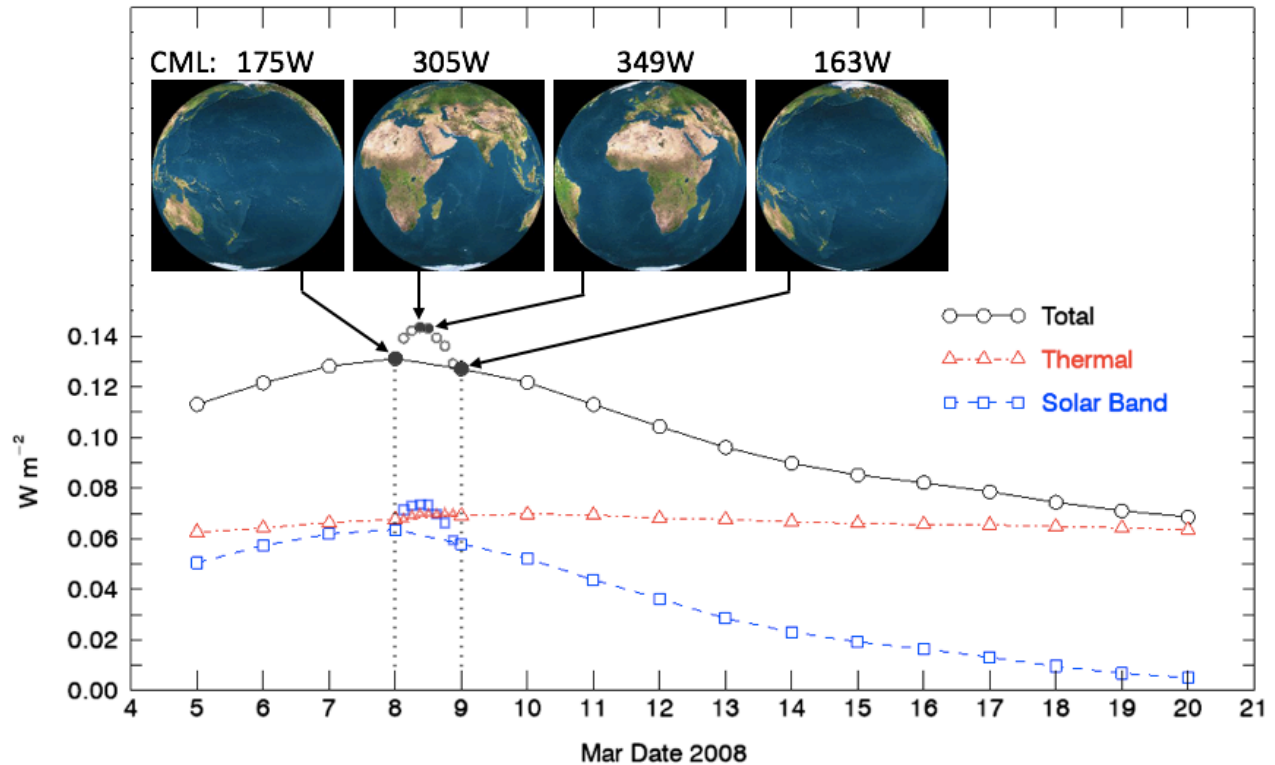 CML: 175W 305W 349W 163W
Total
Thermal
Solar Band
0.14
0.12
0.10
0.08
0.06
0.04
0.02
0.00
W m⁻²
4 5 6 7 8 9 10 11 12 13 14 15 16 17 18 19 20 21
Mar Date 2008